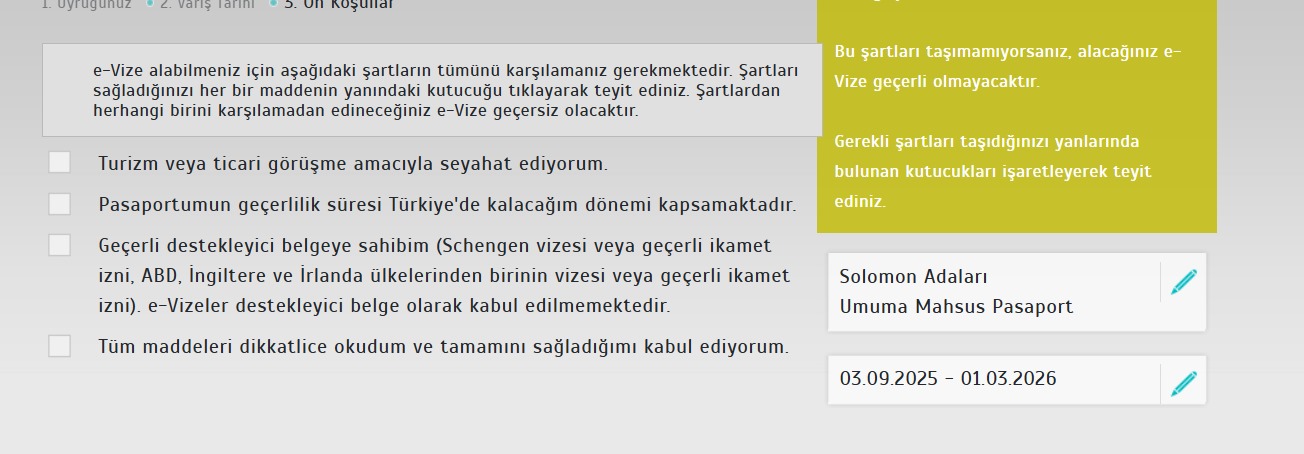 1. Uyruğunuz 2. Varış Tarihi 3. Ön Koşullar
e-Vize alabilmeniz için aşağıdaki şartların tümünü karşılamanız gerekmektedir. Şartları
sağladığınızı her bir maddenin yanındaki kutucuğu tıklayarak teyit ediniz. Şartlardan
herhangi birini karşılamadan edineceğiniz e-Vize geçersiz olacaktır.
Turizm veya ticari görüşme amacıyla seyahat ediyorum.
Pasaportumun geçerlilik süresi Türkiye'de kalacağım dönemi kapsamaktadır.
Geçerli destekleyici belgeye sahibim (Schengen vizesi veya geçerli ikamet
izni, ABD, İngiltere ve İrlanda ülkelerinden birinin vizesi veya geçerli ikamet
izni). e-Vizeler destekleyici belge olarak kabul edilmemektedir.
Tüm maddeleri dikkatlice okudum ve tamamını sağladığımı kabul ediyorum.
Bu şartları taşımamıyorsanız, alacağınız e-
Vize geçerli olmayacaktır.
Gerekli şartları taşıdığınızı yanlarında
bulunan kutucukları işaretleyerek teyit
ediniz.
Solomon Adaları
Umuma Mahsus Pasaport
03.09.2025 - 01.03.2026